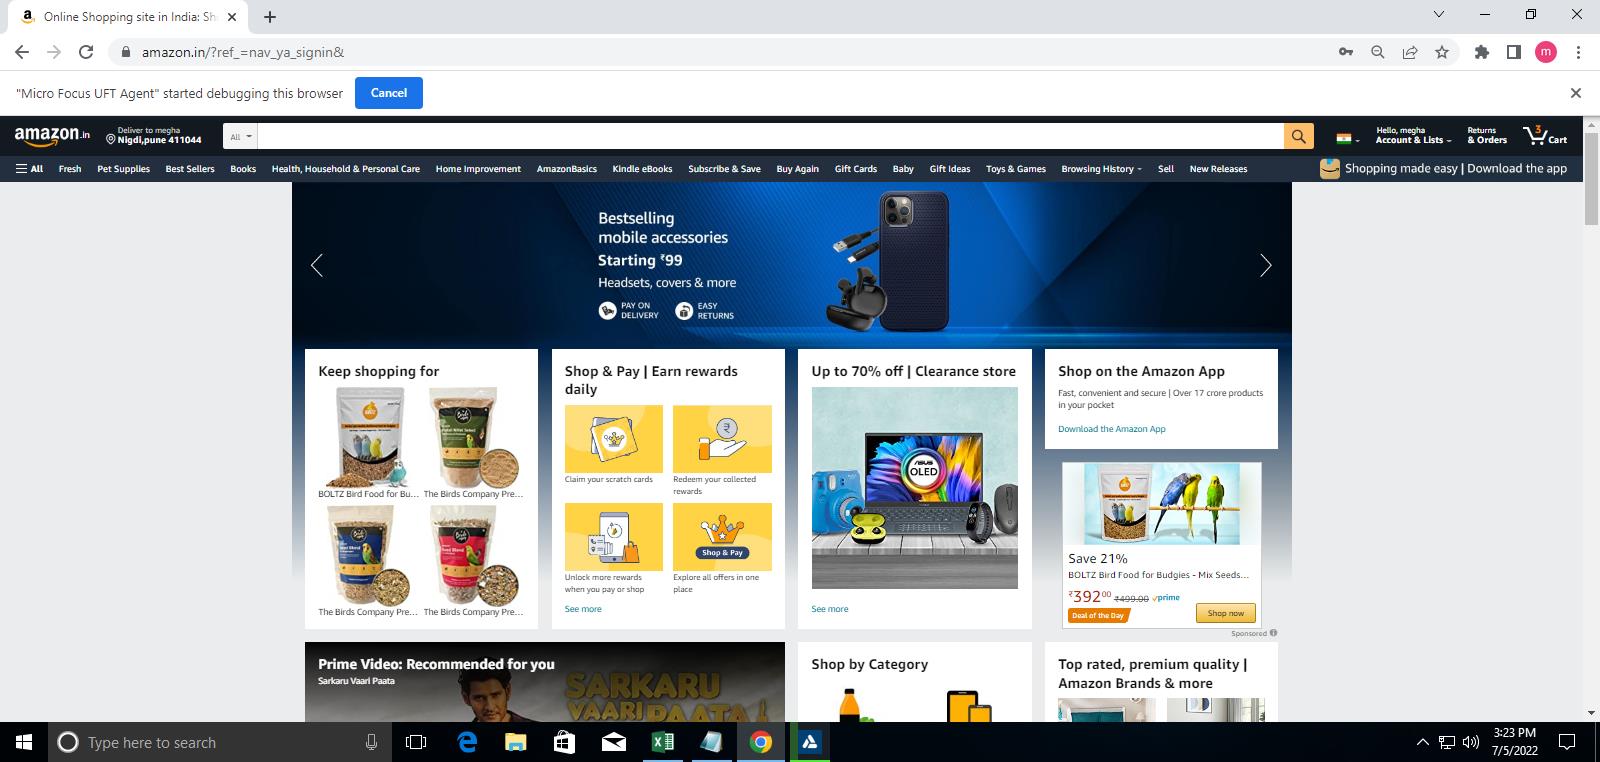 Online Shopping site in India: Sh
amazon.in/?ref_=nav_ya_signin&
m
"Micro Focus UFT Agent" started debugging this browser
Cancel
amazon.in
Deliver to megha
Nigdi,pune 411044
All
Hello, megha
Account & Lists
Returns
& Orders
3
Cart
All
Fresh
Pet Supplies
Best Sellers
Books
Health, Household & Personal Care
Home Improvement
AmazonBasics
Kindle eBooks
Subscribe & Save
Buy Again
Gift Cards
Baby
Gift Ideas
Toys & Games
Browsing History
Sell
New Releases
Shopping made easy | Download the app
Bestselling
mobile accessories
Starting ₹99
Headsets, covers & more
PAY ON
DELIVERY
EASY
RETURNS
Keep shopping for
BOLTZ Bird Food for Bu...
The Birds Company Pre...
The Birds Company Pre...
The Birds Company Pre...
Shop & Pay | Earn rewards
daily
Claim your scratch cards
Redeem your collected
rewards
Shop & Pay
Unlock more rewards
when you pay or shop
Explore all offers in one
place
See more
Up to 70% off | Clearance store
ASUS
OLED
See more
Shop on the Amazon App
Fast, convenient and secure | Over 17 crore products
in your pocket
Download the Amazon App
Save 21%
BOLTZ Bird Food for Budgies - Mix Seeds...
₹39200 ₹499.00 prime
Deal of the Day
Shop now
Sponsored
Prime Video: Recommended for you
Sarkaru Vaari Paata
SARKARU
VAARI PAATA
Shop by Category
Top rated, premium quality |
Amazon Brands & more
Type here to search
3:23 PM
7/5/2022